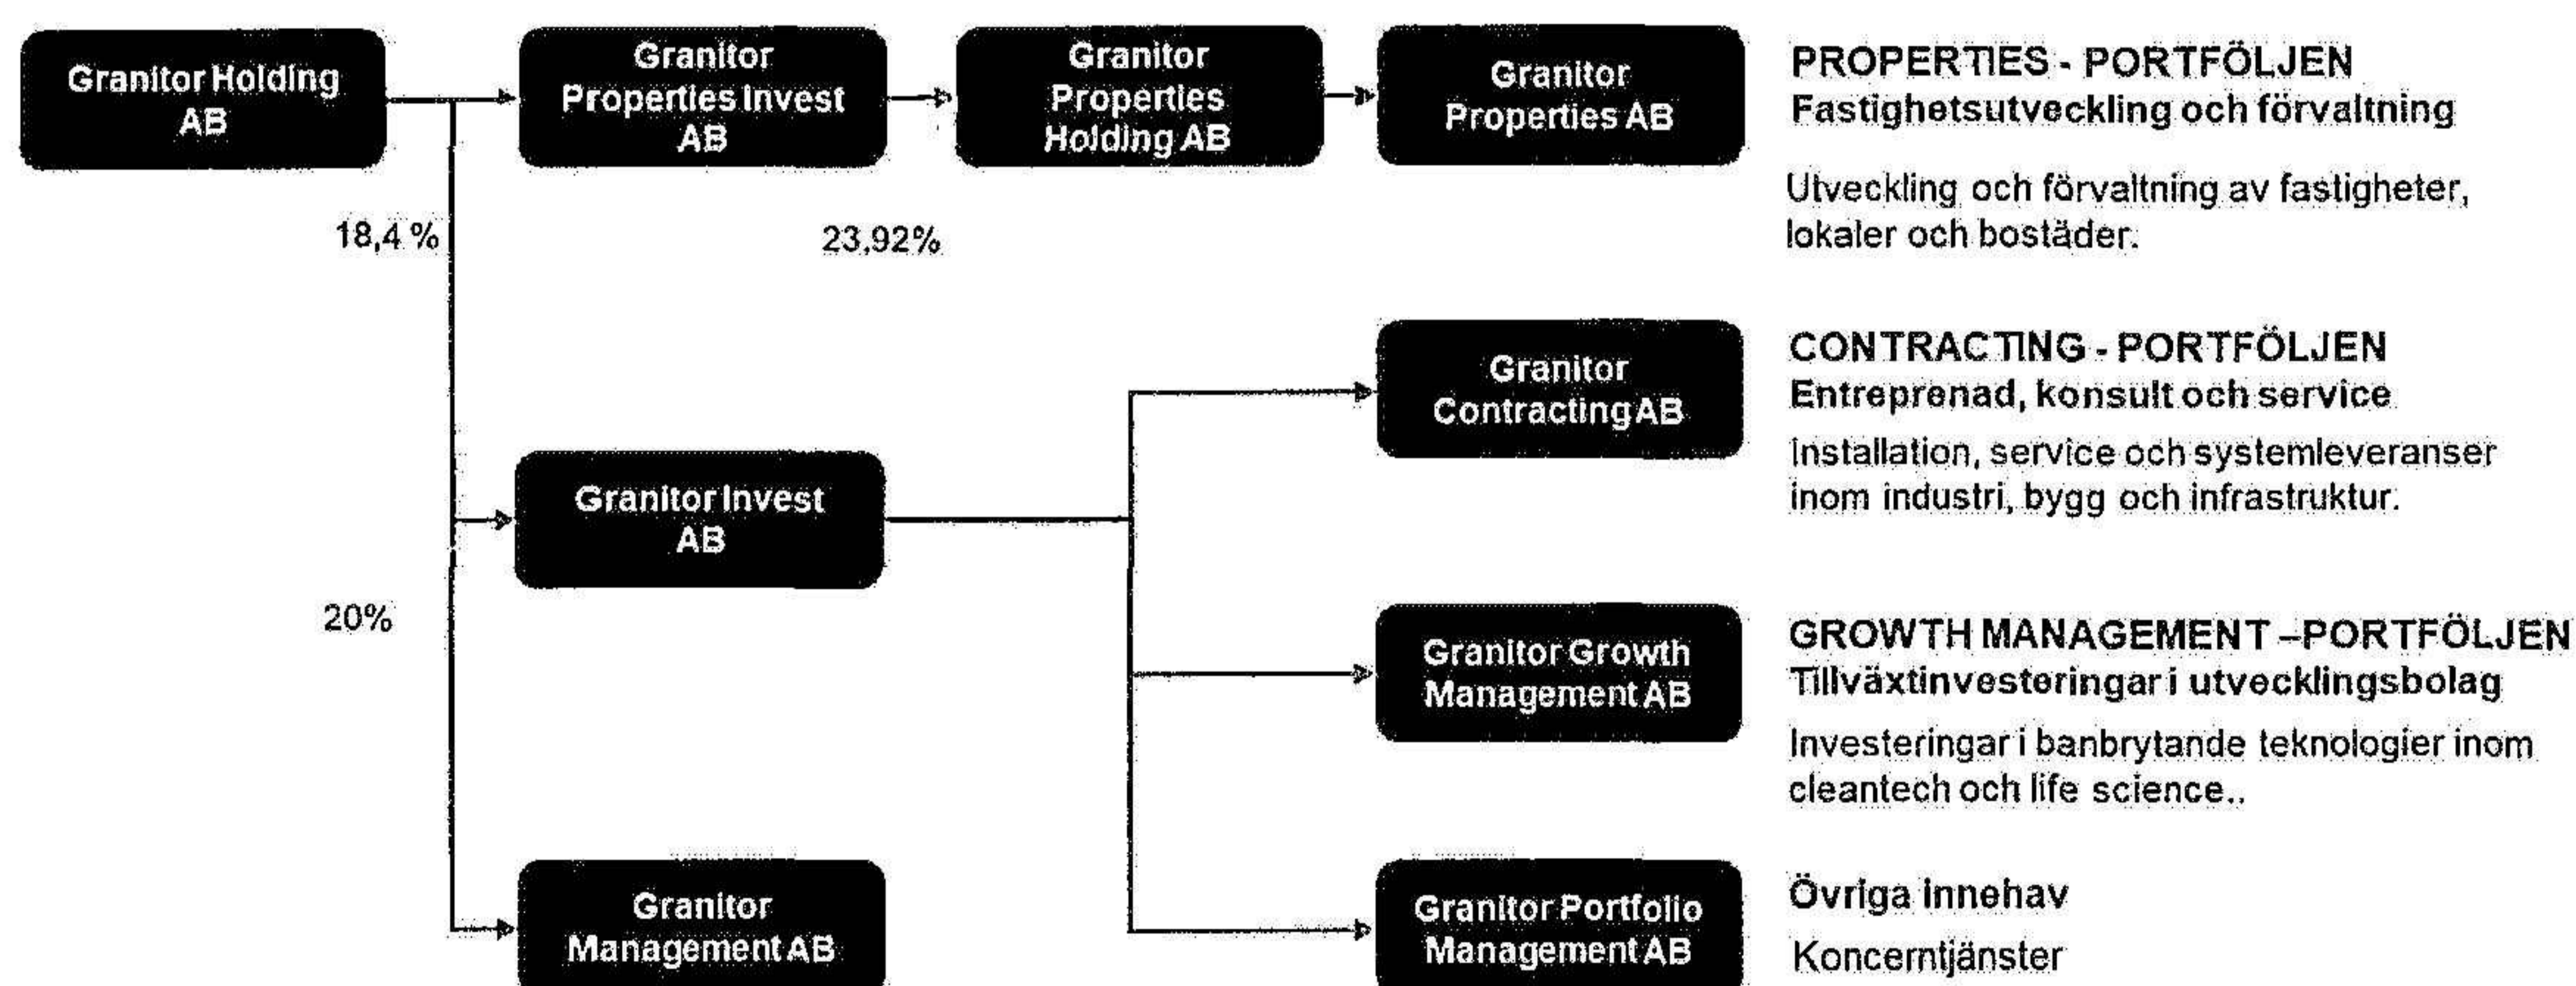 Granitor Holding
AB
Granitor
Properties Invest
AB
Granitor
Properties
Holding AB
Granitor
Properties AB
PROPERTIES - PORTFÖLJEN
Fastighetsutveckling och förvaltning
Utveckling och förvaltning av fastigheter,
lokaler och bostäder.
18,4 %
23,92%
Granitor
Contracting AB
CONTRACTING - PORTFÖLJEN
Entreprenad, konsult och service
Installation, service och systemleveranser
inom industri, bygg och infrastruktur.
Granitor Invest
AB
20%
Granitor Growth
Management AB
GROWTH MANAGEMENT –PORTFÖLJEN
Tillväxtinvesteringar i utvecklingsbolag
Investeringar i banbrytande teknologier inom
cleantech och life science..
Granitor
Management AB
Granitor Portfolio
Management AB
Övriga innehav
Koncerntjänster